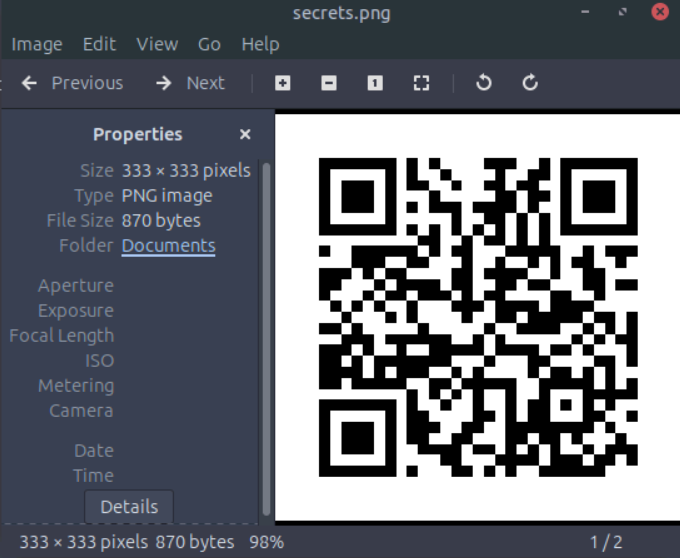 secrets.png
Image Edit View Go Help
Previous Next 1
Properties ×
Size 333 × 333 pixels
Type PNG image
File Size 870 bytes
Folder Documents
Aperture
Exposure
Focal Length
ISO
Metering
Camera
Date
Time
Details
333 × 333 pixels 870 bytes 98% 1 / 2